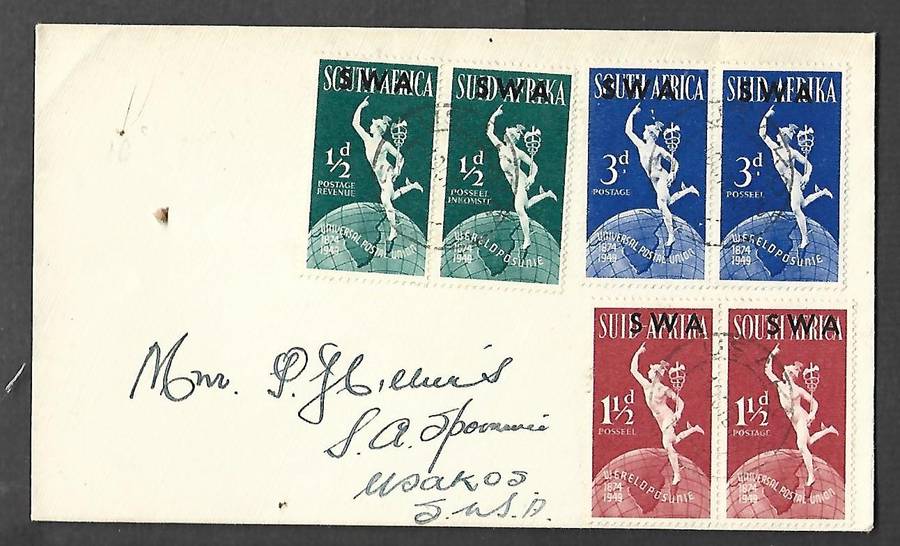 SOUTH AFRICA SWA
SUID-AFRIKA SWA
SOUTH AFRICA SWA
SUID-AFRIKA SWA
½d
½d
3d
3d
POSTAGE
REVENUE
POSSEEL
INKOMSTE
POSTAGE
POSSEEL
UNIVERSAL POSTAL UNION
WERELDPOSUNIE
UNIVERSAL POSTAL UNION
WERELDPOSUNIE
1874
1949
1874
1949
1874
1949
1874
1949
SUID-AFRIKA SWA
SOUTH AFRICA SWA
1½d
1½d
POSSEEL
POSTAGE
WERELDPOSUNIE
UNIVERSAL POSTAL UNION
1874
1949
1874
1949
Mnr. P. J.
S. A.
Usakos
S.W.A.